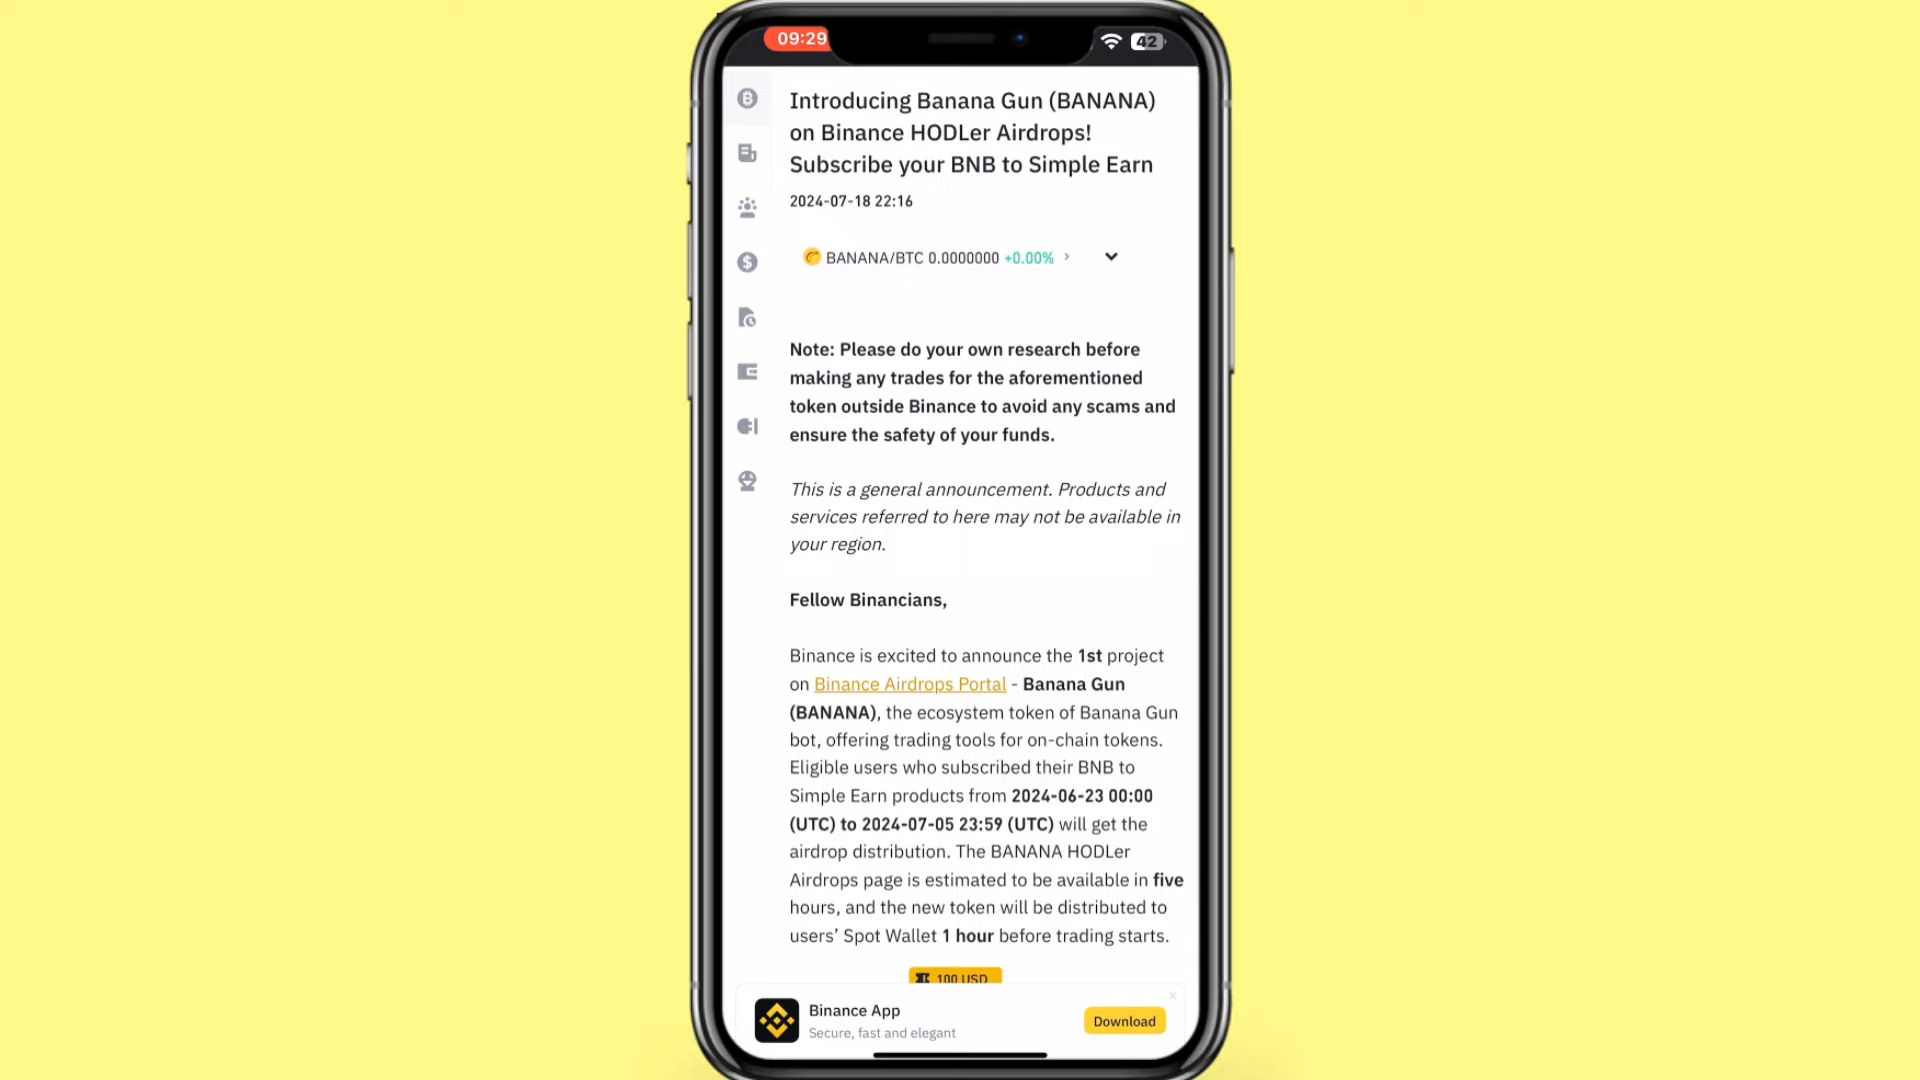 09:29
42
Introducing Banana Gun (BANANA)
on Binance HODLer Airdrops!
Subscribe your BNB to Simple Earn
2024-07-18 22:16
BANANA/BTC 0.0000000 +0.00%
Note: Please do your own research before
making any trades for the aforementioned
token outside Binance to avoid any scams and
ensure the safety of your funds.
This is a general announcement. Products and
services referred to here may not be available in
your region.
Fellow Binancians,
Binance is excited to announce the 1st project
on Binance Airdrops Portal - Banana Gun
(BANANA), the ecosystem token of Banana Gun
bot, offering trading tools for on-chain tokens.
Eligible users who subscribed their BNB to
Simple Earn products from 2024-06-23 00:00
(UTC) to 2024-07-05 23:59 (UTC) will get the
airdrop distribution. The BANANA HODLer
Airdrops page is estimated to be available in five
hours, and the new token will be distributed to
users’ Spot Wallet 1 hour before trading starts.
100 USD
Binance App
Secure, fast and elegant
Download